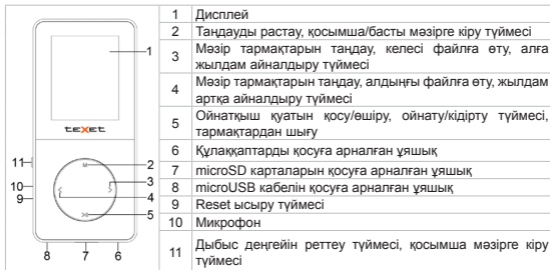 1 Дисплей
2 Таңдауды растау, қосымша/басты мәзірге кіру түймесі
3 Мәзір тармақтарын таңдау, келесі файлға өту, алға жылдам айналдыру түймесі
4 Мәзір тармақтарын таңдау, алдыңғы файлға өту, жылдам артқа айналдыру түймесі
5 Ойнатқыш қуатын қосу/өшіру, ойнату/кідірту түймесі, тармақтардан шығу
6 Құлаққаптарды қосуға арналған ұяшық
7 microSD карталарын қосуға арналған ұяшық
8 microUSB кабелін қосуға арналған ұяшық
9 Reset ысыру түймесі
10 Микрофон
11 Дыбыс деңгейін реттеу түймесі, қосымша мәзірге кіру түймесі
1
teXet
M
11
2
10
3
9
4
5
8 7 6